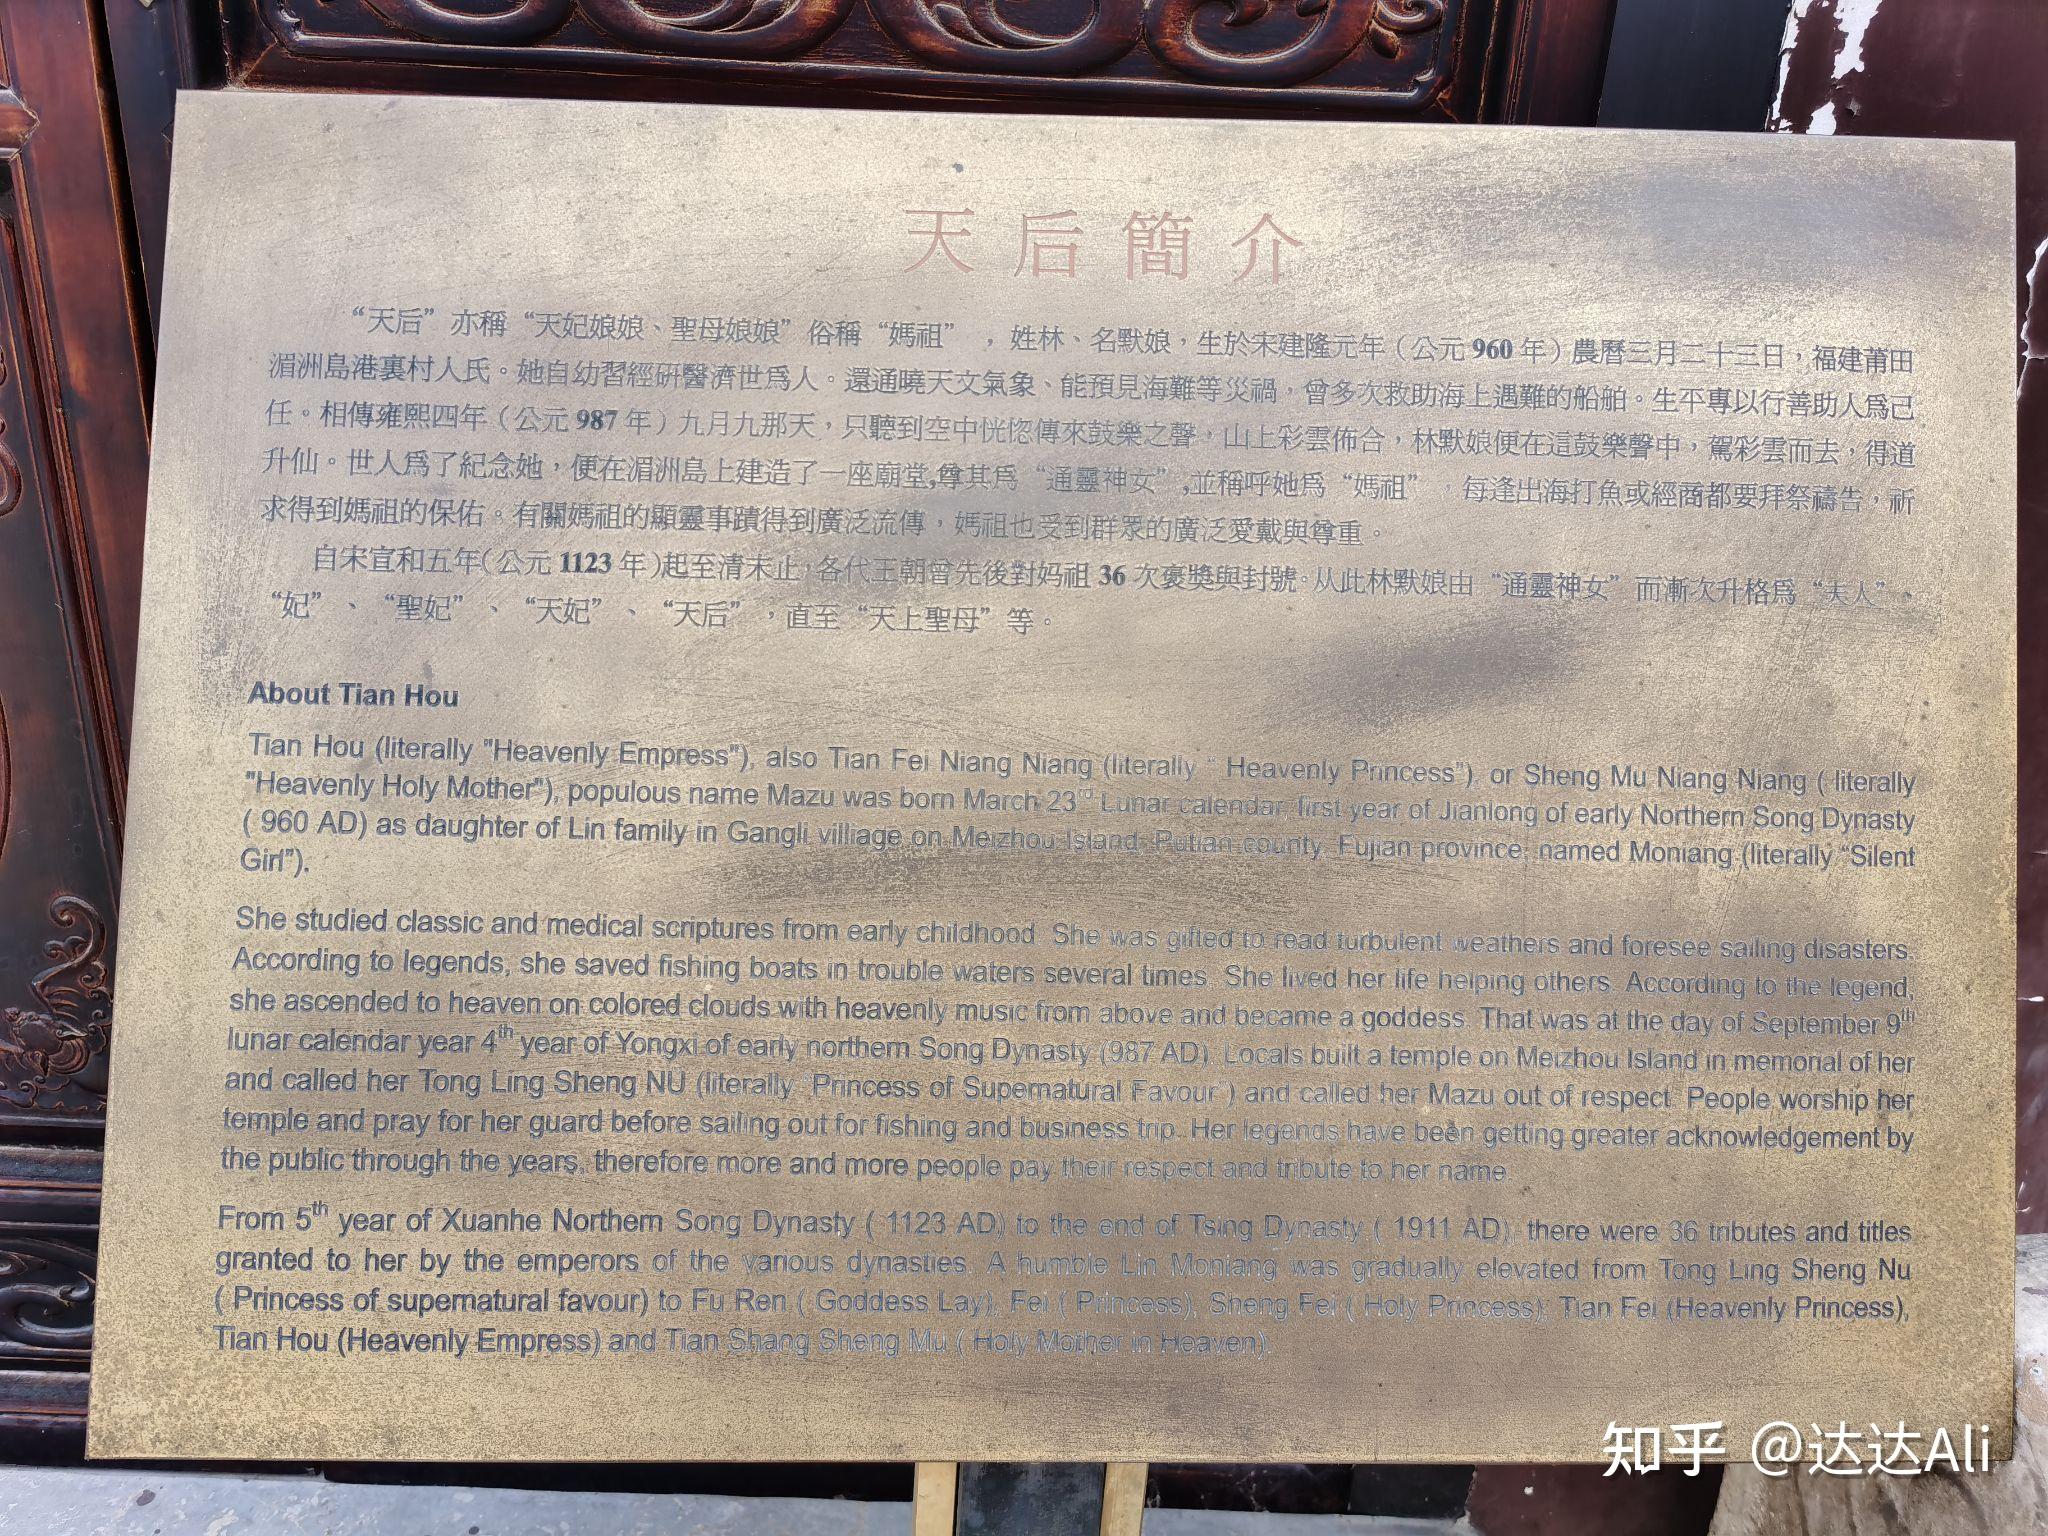 天后簡介
“天后”亦稱“天妃娘娘、聖母娘娘”俗稱“媽祖”，姓林、名默娘，生於宋建隆元年（公元960年）農曆三月二十三日，福建莆田
湄洲島港裏村人氏。她自幼習經研醫濟世爲人。還通曉天文氣象、能預見海難等災禍，曾多次救助海上遇難的船舶。生平專以行善助人爲己
任。相傳雍熙四年（公元987年）九月九那天，只聽到空中恍惚傳來鼓樂之聲，山上彩雲佈合，林默娘便在這鼓樂聲中，駕彩雲而去，得道
升仙。世人爲了紀念她，便在湄洲島上建造了一座廟堂,尊其爲“通靈神女”,並稱呼她爲“媽祖”，每逢出海打魚或經商都要拜祭禱告，祈
求得到媽祖的保佑。有關媽祖的顯靈事蹟得到廣泛流傳，媽祖也受到群眾的廣泛愛戴與尊重。
自宋宣和五年（公元1123年）起至清末止，各代王朝曾先後對妈祖36次褒獎與封號。从此林默娘由“通靈神女”而漸次升格爲“夫人”、
“妃”、“聖妃”、“天妃”、“天后”，直至“天上聖母”等。
About Tian Hou
Tian Hou (literally "Heavenly Empress"), also Tian Fei Niang Niang (literally “ Heavenly Princess”), or Sheng Mu Niang Niang ( literally
"Heavenly Holy Mother"), populous name Mazu was born March 23rd Lunar calendar, first year of Jianlong of early Northern Song Dynasty
( 960 AD) as daughter of Lin family in Gangli villiage on Meizhou Island, Putian county, Fujian province, named Moniang (literally “Silent
Girl”).
She studied classic and medical scriptures from early childhood. She was gifted to read turbulent weathers and foresee sailing disasters.
According to legends, she saved fishing boats in trouble waters several times. She lived her life helping others. According to the legend,
she ascended to heaven on colored clouds with heavenly music from above and became a goddess. That was at the day of September 9th
lunar calendar year 4th year of Yongxi of early northern Song Dynasty (987 AD). Locals built a temple on Meizhou Island in memorial of her
and called her Tong Ling Sheng NÜ (literally “Princess of Supernatural Favour”) and called her Mazu out of respect. People worship her
temple and pray for her guard before sailing out for fishing and business trip. Her legends have been getting greater acknowledgement by
the public through the years, therefore more and more people pay their respect and tribute to her name.
From 5th year of Xuanhe Northern Song Dynasty ( 1123 AD) to the end of Tsing Dynasty ( 1911 AD), there were 36 tributes and titles
granted to her by the emperors of the various dynasties. A humble Lin Moniang was gradually elevated from Tong Ling Sheng Nu
( Princess of supernatural favour) to Fu Ren ( Goddess Lay), Fei ( Princess), Sheng Fei ( Holy Princess), Tian Fei (Heavenly Princess),
Tian Hou (Heavenly Empress) and Tian Shang Sheng Mu ( Holy Mother in Heaven).
知乎 @达达Ali